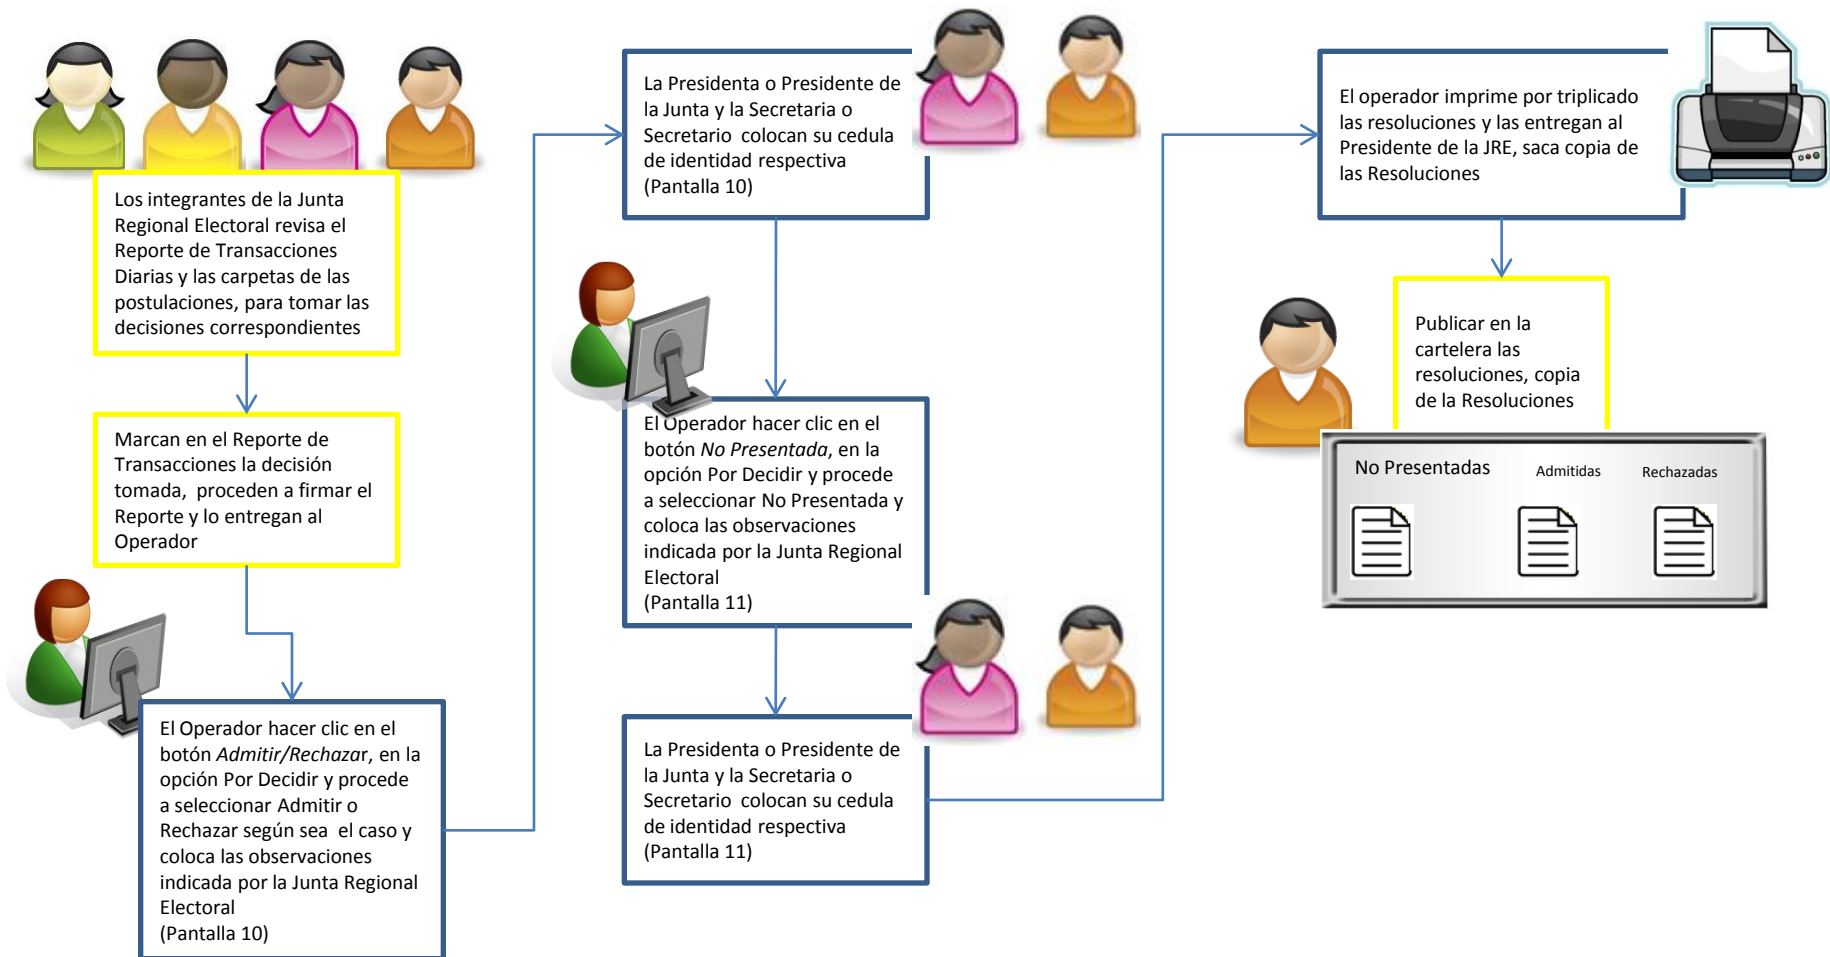 Los integrantes de la Junta
Regional Electoral revisa el
Reporte de Transacciones
Diarias y las carpetas de las
postulaciones, para tomar las
decisiones correspondientes
Marcan en el Reporte de
Transacciones la decisión
tomada, proceden a firmar el
Reporte y lo entregan al
Operador
El Operador hacer clic en el
botón Admitir/Rechazar, en la
opción Por Decidir y procede
a seleccionar Admitir o
Rechazar según sea el caso y
coloca las observaciones
indicada por la Junta Regional
Electoral
(Pantalla 10)
La Presidenta o Presidente de
la Junta y la Secretaria o
Secretario colocan su cedula
de identidad respectiva
(Pantalla 10)
El Operador hacer clic en el
botón No Presentada, en la
opción Por Decidir y procede
a seleccionar No Presentada y
coloca las observaciones
indicada por la Junta Regional
Electoral
(Pantalla 11)
La Presidenta o Presidente de
la Junta y la Secretaria o
Secretario colocan su cedula
de identidad respectiva
(Pantalla 11)
El operador imprime por triplicado
las resoluciones y las entregan al
Presidente de la JRE, saca copia de
las Resoluciones
Publicar en la
cartelera las
resoluciones, copia
de la Resoluciones
No Presentadas
Admitidas
Rechazadas